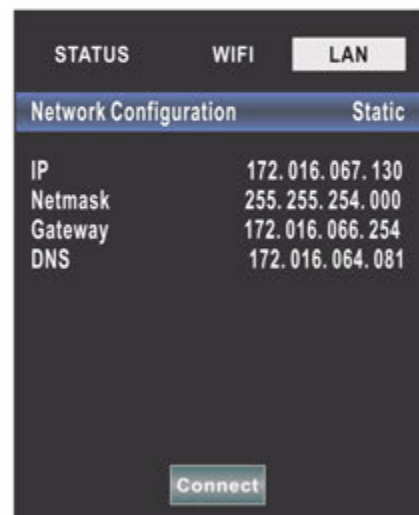 STATUS WIFI LAN
Network Configuration Static
IP 172.016.067.130
Netmask 255.255.254.000
Gateway 172.016.066.254
DNS 172.016.064.081
Connect